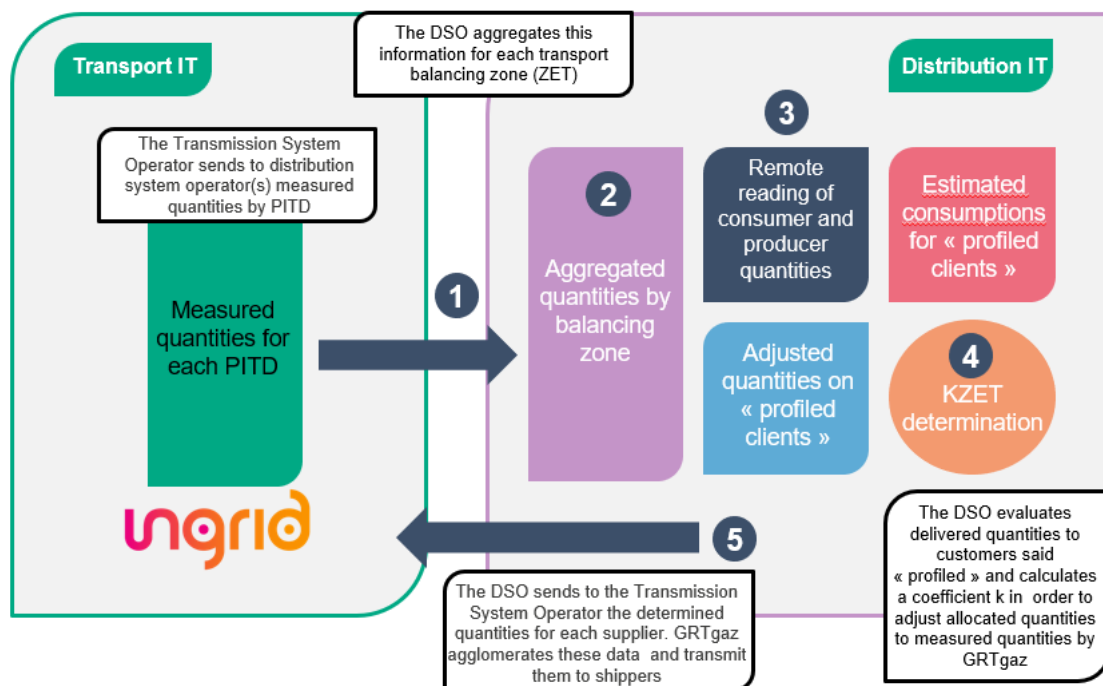 Transport IT
The DSO aggregates this
information for each transport
balancing zone (ZET)
Distribution IT
The Transmission System
Operator sends to distribution
system operator(s) measured
quantities by PITD
Measured
quantities for
each PITD
1
2
Aggregated
quantities by
balancing
zone
3
Remote
reading of
consumer and
producer
quantities
Estimated
consumptions
for « profiled
clients »
Adjusted
quantities on
« profiled
clients »
4
KZET
determination
ingrid
5
The DSO sends to the Transmission
System Operator the determined
quantities for each supplier. GRTgaz
agglomerates these data and transmit
them to shippers
The DSO evaluates
delivered quantities to
customers said
« profiled » and calculates
a coefficient k in order to
adjust allocated quantities
to measured quantities by
GRTgaz